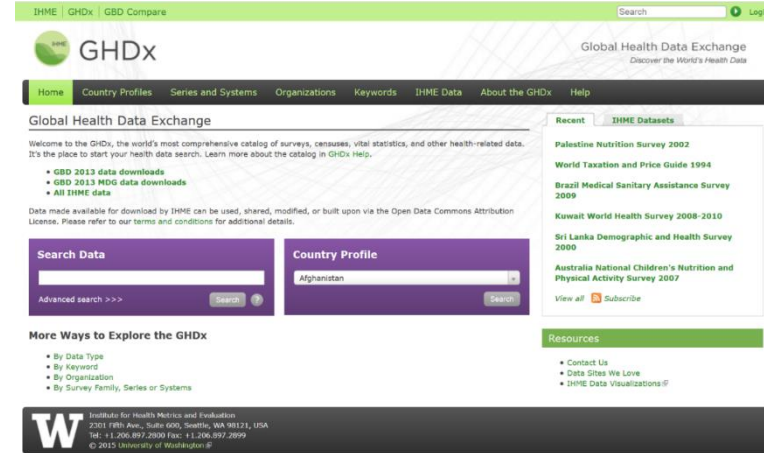 IHME GHDx GBD Compare
Search
Logi
IHME
GHDx
Global Health Data Exchange
Discover the World's Health Data
Home Country Profiles Series and Systems Organizations Keywords IHME Data About the GHDx Help
Global Health Data Exchange
Welcome to the GHDx, the world's most comprehensive catalog of surveys, censuses, vital statistics, and other health-related data.
It's the place to start your health data search. Learn more about the catalog in GHDx Help.
• GBD 2013 data downloads
• GBD 2013 MDG data downloads
• All IHME data
Data made available for download by IHME can be used, shared, modified, or built upon via the Open Data Commons Attribution
License. Please refer to our terms and conditions for additional details.
Search Data
Advanced search >>>
Search
?
Country Profile
Afghanistan
Search
More Ways to Explore the GHDx
• By Data Type
• By Keyword
• By Organization
• By Survey Family, Series or Systems
Recent IHME Datasets
Palestine Nutrition Survey 2002
World Taxation and Price Guide 1994
Brazil Medical Sanitary Assistance Survey
2009
Kuwait World Health Survey 2008-2010
Sri Lanka Demographic and Health Survey
2000
Australia National Children's Nutrition and
Physical Activity Survey 2007
View all Subscribe
Resources
• Contact Us
• Data Sites We Love
• IHME Data Visualizations
W
Institute for Health Metrics and Evaluation
2301 Fifth Ave., Suite 600, Seattle, WA 98121, USA
Tel: +1.206.897.2800 Fax: +1.206.897.2899
© 2015 University of Washington